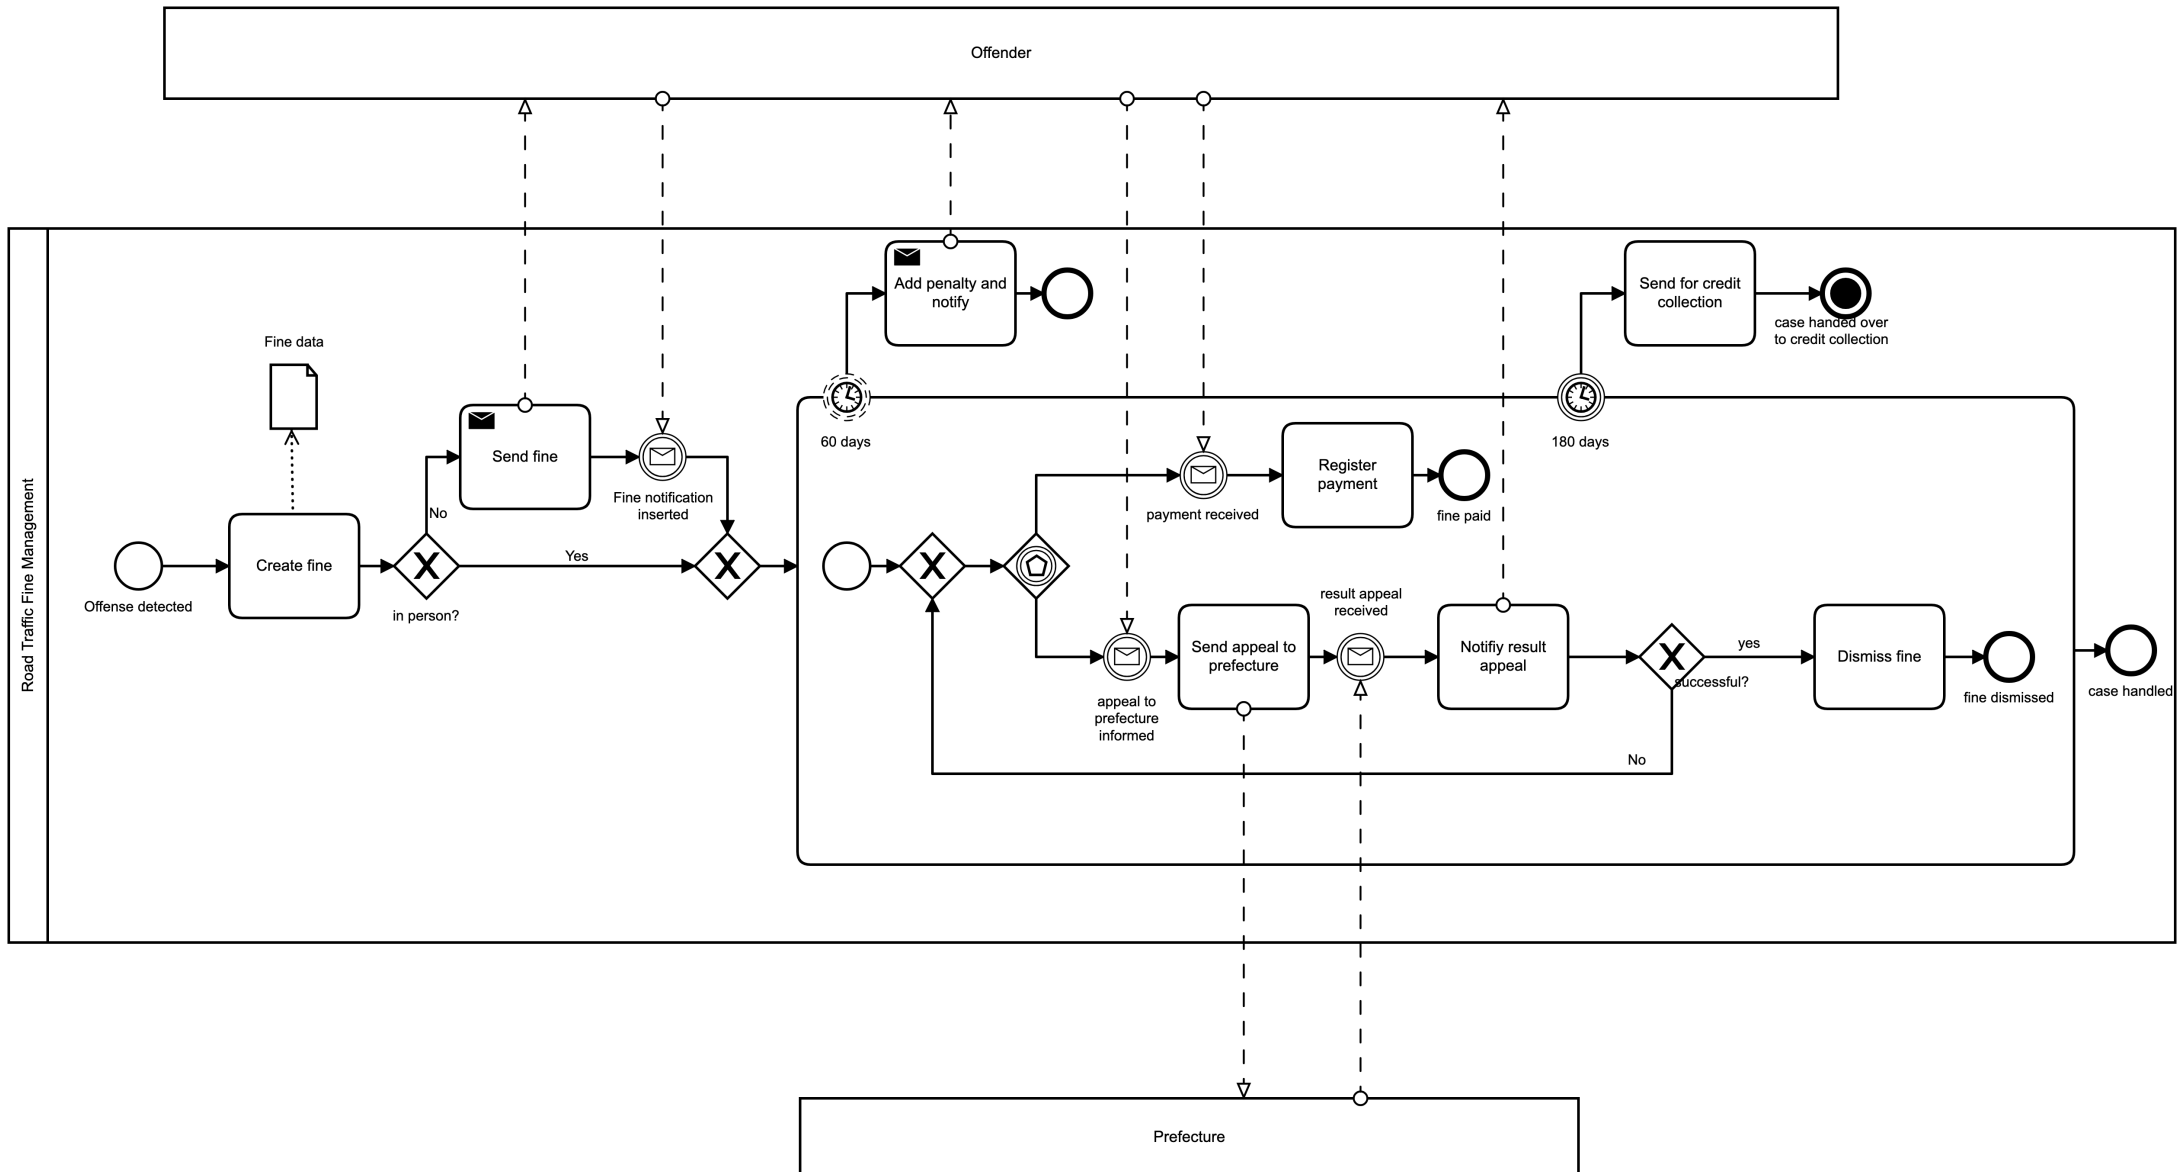 Offender
Road Traffic Fine Management
Add penalty and
notify
Send for credit
collection
case handed over
to credit collection
Fine data
60 days
180 days
Send fine
Fine notification
inserted
No
Register
payment
payment received
fine paid
Offense detected
Create fine
in person?
Yes
result appeal
received
appeal to
prefecture
informed
Send appeal to
prefecture
Notifiy result
appeal
successful?
yes
Dismiss fine
fine dismissed
case handled
No
Prefecture